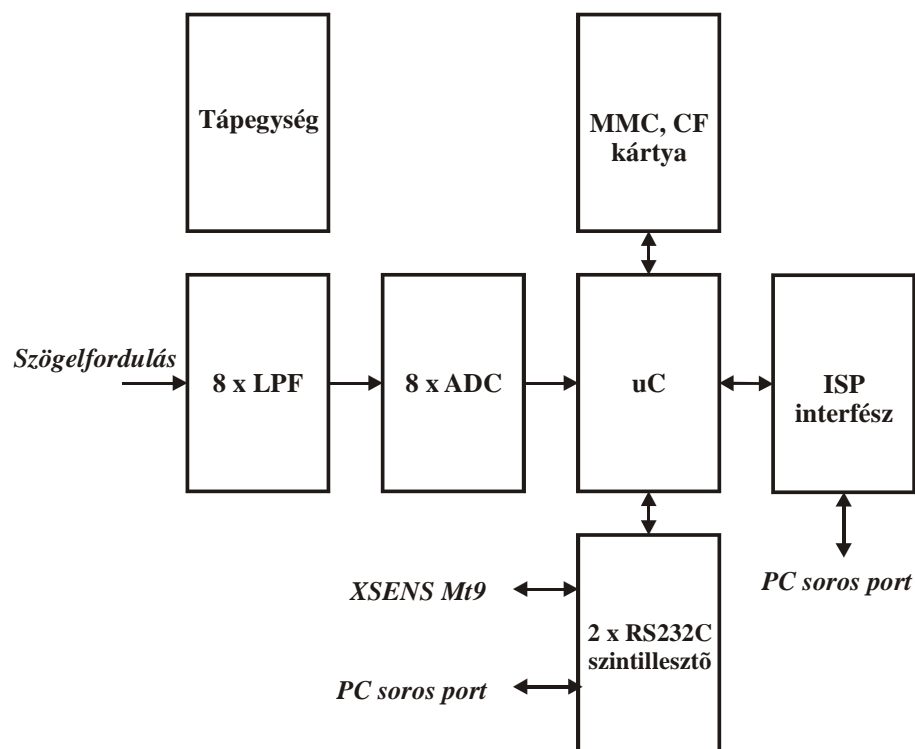 Tápegység
MMC, CF
kártya
Szögelfordulás
8 x LPF
8 x ADC
uC
ISP
interfész
XSENS Mt9
PC soros port
2 x RS232C
szintillesztõ
PC soros port